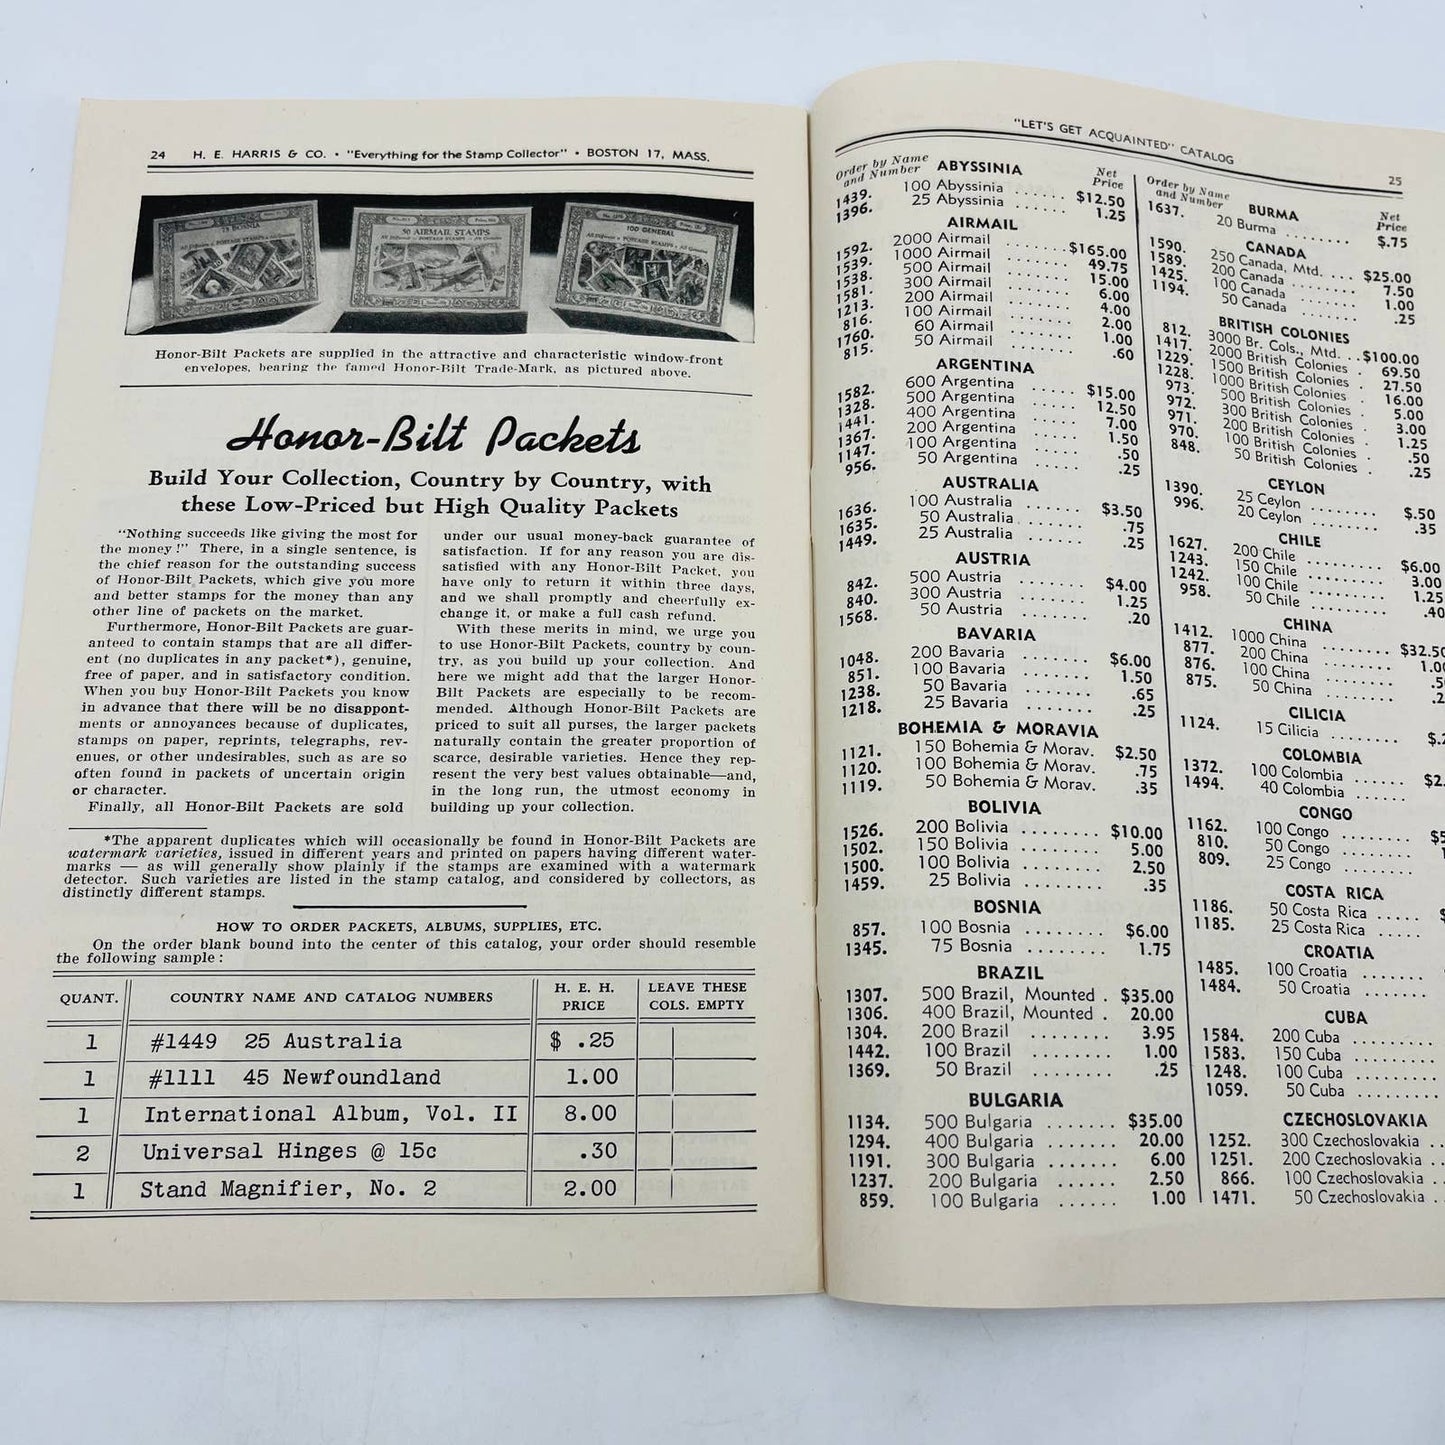 24 H. E. HARRIS & CO. • "Everything for the Stamp Collector" • BOSTON 17, MASS.
BOSNIA
50 AIRMAIL STAMPS
100 GENERAL
Honor-Bilt Packets are supplied in the attractive and characteristic window-front
envelopes, bearing the famed Honor-Bilt Trade-Mark, as pictured above.
Honor-Bilt Packets
Build Your Collection, Country by Country, with
these Low-Priced but High Quality Packets
"Nothing succeeds like giving the most for
the money!" There, in a single sentence, is
the chief reason for the outstanding success
of Honor-Bilt Packets, which give you more
and better stamps for the money than any
other line of packets on the market.
Furthermore, Honor-Bilt Packets are guar-
anteed to contain stamps that are all differ-
ent (no duplicates in any packet*), genuine,
free of paper, and in satisfactory condition.
When you buy Honor-Bilt Packets you know
in advance that there will be no disappont-
ments or annoyances because of duplicates,
stamps on paper, reprints, telegraphs, rev-
enues, or other undesirables, such as are so
often found in packets of uncertain origin
or character.
Finally, all Honor-Bilt Packets are sold
under our usual money-back guarantee of
satisfaction. If for any reason you are dis-
satisfied with any Honor-Bilt Packet, you
have only to return it within three days,
and we shall promptly and cheerfully ex-
change it, or make a full cash refund.
With these merits in mind, we urge you
to use Honor-Bilt Packets, country by coun-
try, as you build up your collection. And
here we might add that the larger Honor-
Bilt Packets are especially to be recom-
mended. Although Honor-Bilt Packets are
priced to suit all purses, the larger packets
naturally contain the greater proportion of
scarce, desirable varieties. Hence they rep-
resent the very best values obtainable—and,
in the long run, the utmost economy in
building up your collection.
*The apparent duplicates which will occasionally be found in Honor-Bilt Packets are
watermark varieties, issued in different years and printed on papers having different water-
marks — as will generally show plainly if the stamps are examined with a watermark
detector. Such varieties are listed in the stamp catalog, and considered by collectors, as
distinctly different stamps.
HOW TO ORDER PACKETS, ALBUMS, SUPPLIES, ETC.
On the order blank bound into the center of this catalog, your order should resemble
the following sample:
QUANT. COUNTRY NAME AND CATALOG NUMBERS H. E. H. PRICE LEAVE THESE COLS. EMPTY
1 #1449 25 Australia $ .25
1 #1111 45 Newfoundland 1.00
1 International Album, Vol. II 8.00
2 Universal Hinges @ 15c .30
1 Stand Magnifier, No. 2 2.00
"LET'S GET ACQUAINTED" CATALOG 25
Order by Name and Number Net Price
ABYSSINIA
1439. 100 Abyssinia ..... $12.50
1396. 25 Abyssinia ...... 1.25
AIRMAIL
1592. 2000 Airmail ....... $165.00
1539. 1000 Airmail ....... 49.75
1538. 500 Airmail ....... 15.00
1581. 300 Airmail ....... 6.00
1213. 200 Airmail ....... 4.00
816. 100 Airmail ....... 2.00
1760. 60 Airmail ....... 1.00
815. 50 Airmail ....... .60
ARGENTINA
1582. 600 Argentina ..... $15.00
1328. 500 Argentina ..... 12.50
1441. 400 Argentina ..... 7.00
1367. 200 Argentina ..... 1.50
1147. 100 Argentina ..... .50
956. 50 Argentina ..... .25
AUSTRALIA
1636. 100 Australia ...... $3.50
1635. 50 Australia ...... .75
1449. 25 Australia ...... .25
AUSTRIA
842. 500 Austria ....... $4.00
840. 300 Austria ....... 1.25
1568. 50 Austria ....... .20
BAVARIA
1048. 200 Bavaria ....... $6.00
851. 100 Bavaria ....... 1.50
1238. 50 Bavaria ....... .65
1218. 25 Bavaria ....... .25
BOHEMIA & MORAVIA
1121. 150 Bohemia & Morav. $2.50
1120. 100 Bohemia & Morav. .75
1119. 50 Bohemia & Morav. .35
BOLIVIA
1526. 200 Bolivia ........ $10.00
1502. 150 Bolivia ........ 5.00
1500. 100 Bolivia ........ 2.50
1459. 25 Bolivia ........ .35
BOSNIA
857. 100 Bosnia ........ $6.00
1345. 75 Bosnia ........ 1.75
BRAZIL
1307. 500 Brazil, Mounted . $35.00
1306. 400 Brazil, Mounted . 20.00
1304. 200 Brazil ........ 3.95
1442. 100 Brazil ........ 1.00
1369. 50 Brazil ........ .25
BULGARIA
1134. 500 Bulgaria ...... $35.00
1294. 400 Bulgaria ...... 20.00
1191. 300 Bulgaria ...... 6.00
1237. 200 Bulgaria ...... 2.50
859. 100 Bulgaria ...... 1.00
Order by Name and Number Net Price
BURMA
1637. 20 Burma ........ $.75
CANADA
1590. 250 Canada, Mtd. .... $25.00
1589. 200 Canada ........ 7.50
1425. 100 Canada ........ 1.00
1194. 50 Canada ........ .25
BRITISH COLONIES
812. 3000 Br. Cols., Mtd. ... $100.00
1417. 2000 British Colonies . 69.50
1229. 1500 British Colonies . 27.50
1228. 1000 British Colonies . 16.00
973. 500 British Colonies . 5.00
972. 300 British Colonies . 3.00
971. 200 British Colonies . 1.25
970. 100 British Colonies . .50
848. 50 British Colonies . .25
CEYLON
1390. 25 Ceylon ........ $.50
996. 20 Ceylon ........ .35
CHILE
1627. 200 Chile ......... $6.00
1243. 150 Chile ......... 3.00
1242. 100 Chile ......... 1.25
958. 50 Chile ......... .40
CHINA
1412. 1000 China ........ $32.50
877. 200 China ........ 1.00
876. 100 China ........
875. 50 China ........
CILICIA
1124. 15 Cilicia ........
COLOMBIA
1372. 100 Colombia ......
1494. 40 Colombia ......
CONGO
1162. 100 Congo ........
810. 50 Congo ........
809. 25 Congo ........
COSTA RICA
1186. 50 Costa Rica .....
1185. 25 Costa Rica .....
CROATIA
1485. 100 Croatia .......
1484. 50 Croatia .......
CUBA
1584. 200 Cuba .........
1583. 150 Cuba .........
1248. 100 Cuba .........
1059. 50 Cuba .........
CZECHOSLOVAKIA
1252. 300 Czechoslovakia ..
1251. 200 Czechoslovakia ..
866. 100 Czechoslovakia ..
1471. 50 Czechoslovakia ..